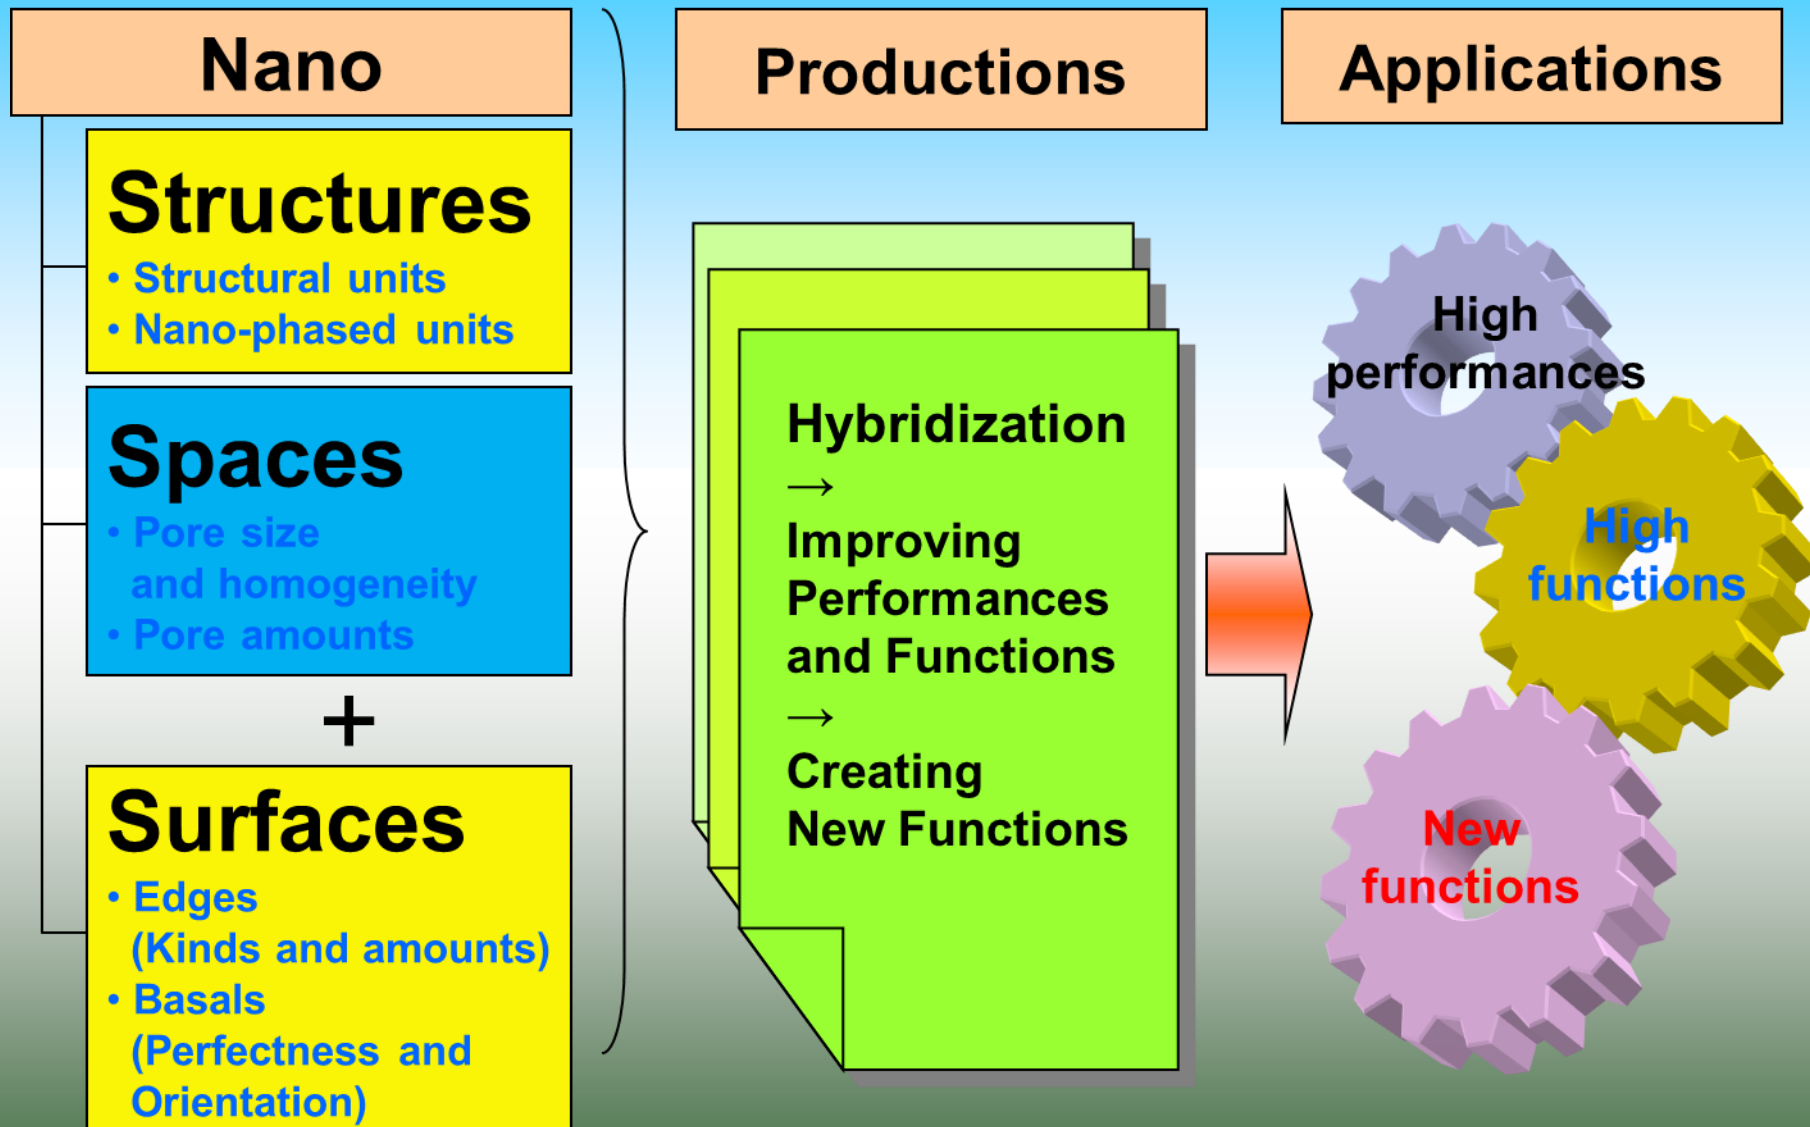 Nano
Structures
• Structural units
• Nano-phased units
Spaces
• Pore size
and homogeneity
• Pore amounts
+
Surfaces
• Edges
(Kinds and amounts)
• Basals
(Perfectness and
Orientation)
Productions
Hybridization
→
Improving
Performances
and Functions
→
Creating
New Functions
Applications
High
performances
High
functions
New
functions